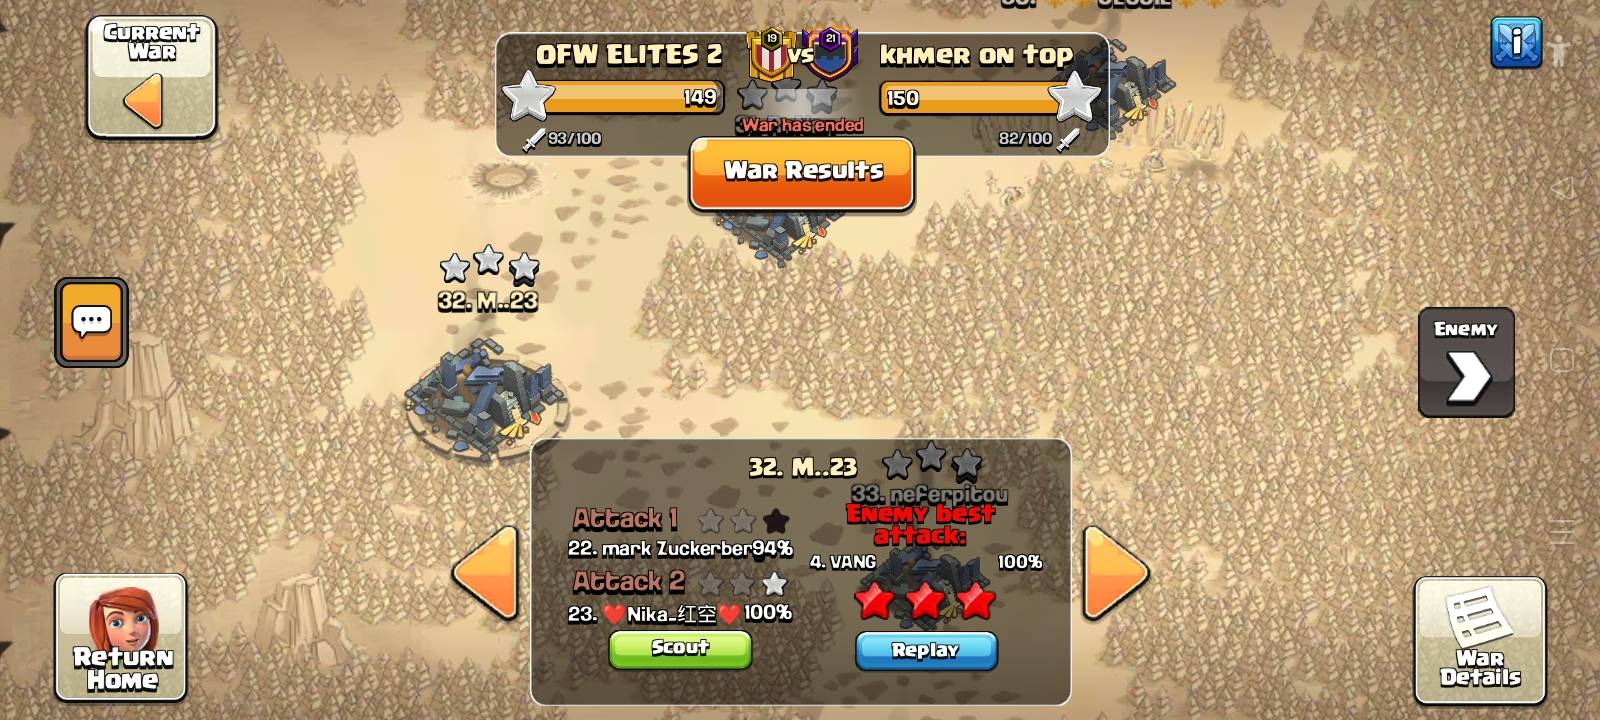 Current
War
OFW ELITES 2
19
vs
21
KHMER ON TOP
149
150
93/100
War has ended
82/100
War Results
32. M..23
Enemy
32. M..23
33. neferpitou
Attack 1
Enemy best
attack:
22. mark Zuckerber94%
4. VANG
100%
Attack 2
23. ❤️Nika_红空❤️100%
Scout
Replay
Return
Home
War
Details